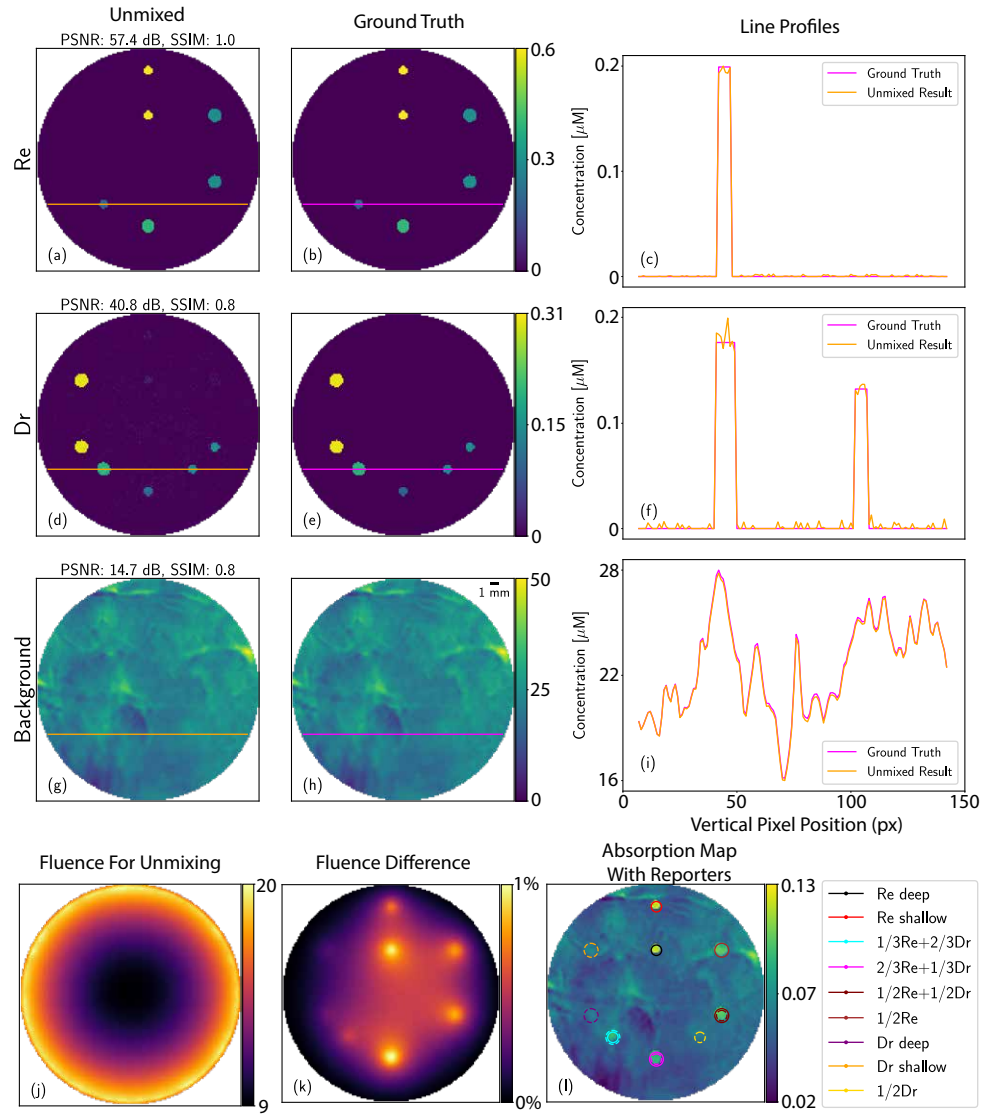 Unmixed
Ground Truth
Line Profiles
PSNR: 57.4 dB, SSIM: 1.0
Re
(a)
(b)
0.6
0.3
0
Concentration [μM]
0.2
0.1
0
Ground Truth
Unmixed Result
(c)
PSNR: 40.8 dB, SSIM: 0.8
Dr
(d)
(e)
0.31
0.15
0
Concentration [μM]
0.2
0.1
0
Ground Truth
Unmixed Result
(f)
PSNR: 14.7 dB, SSIM: 0.8
Background
(g)
1 mm
(h)
50
25
0
Concentration [μM]
28
22
16
Ground Truth
Unmixed Result
(i)
0
50
100
150
Vertical Pixel Position (px)
Fluence For Unmixing
Fluence Difference
Absorption Map
With Reporters
(j)
20
9
(k)
1%
0%
(l)
0.13
0.07
0.02
Re deep
Re shallow
1/3Re+2/3Dr
2/3Re+1/3Dr
1/2Re+1/2Dr
1/2Re
Dr deep
Dr shallow
1/2Dr